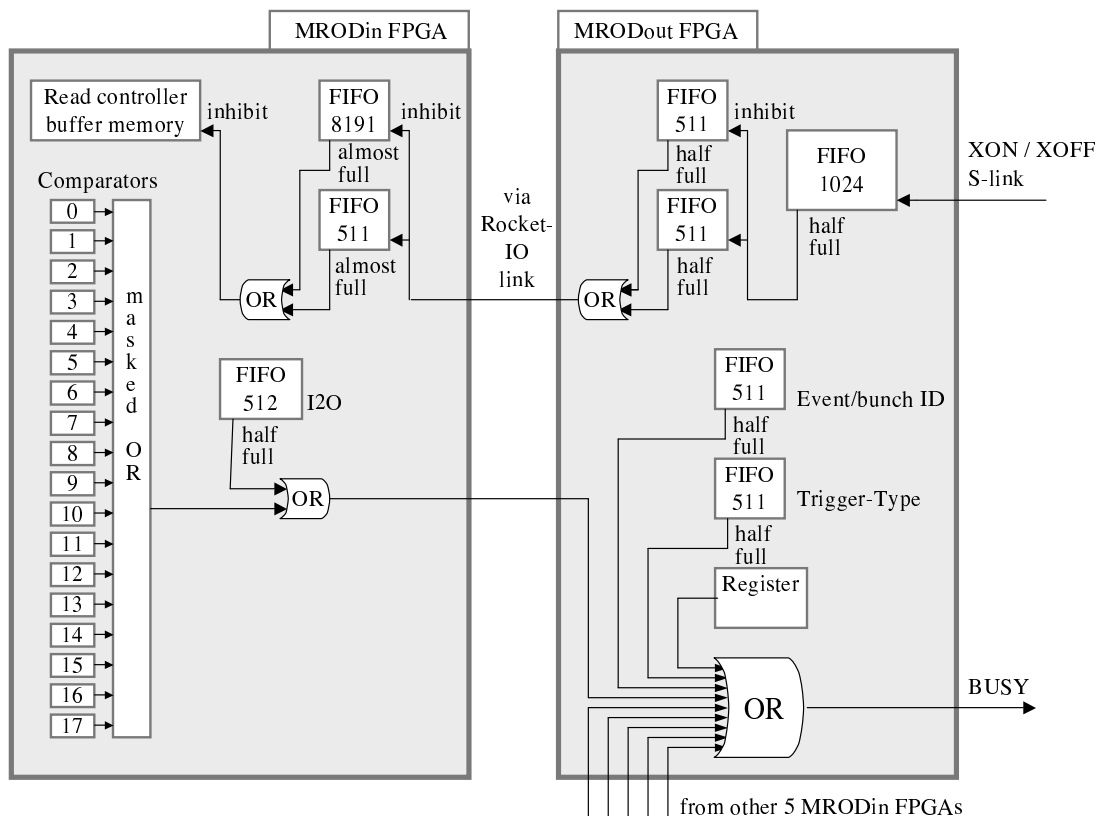 MRODin FPGA
Read controller
buffer memory
inhibit
FIFO
8191
inhibit
almost
full
Comparators
FIFO
511
almost
full
OR
0
1
2
3
4
5
6
7
8
9
10
11
12
13
14
15
16
17
masked OR
FIFO
512
I2O
half
full
OR
via
Rocket-
IO
link
MRODout FPGA
FIFO
511
inhibit
half
full
FIFO
511
half
full
OR
FIFO
1024
half
full
XON / XOFF
S-link
FIFO
511
Event/bunch ID
half
full
FIFO
511
Trigger-Type
half
full
Register
OR
BUSY
from other 5 MRODin FPGAs